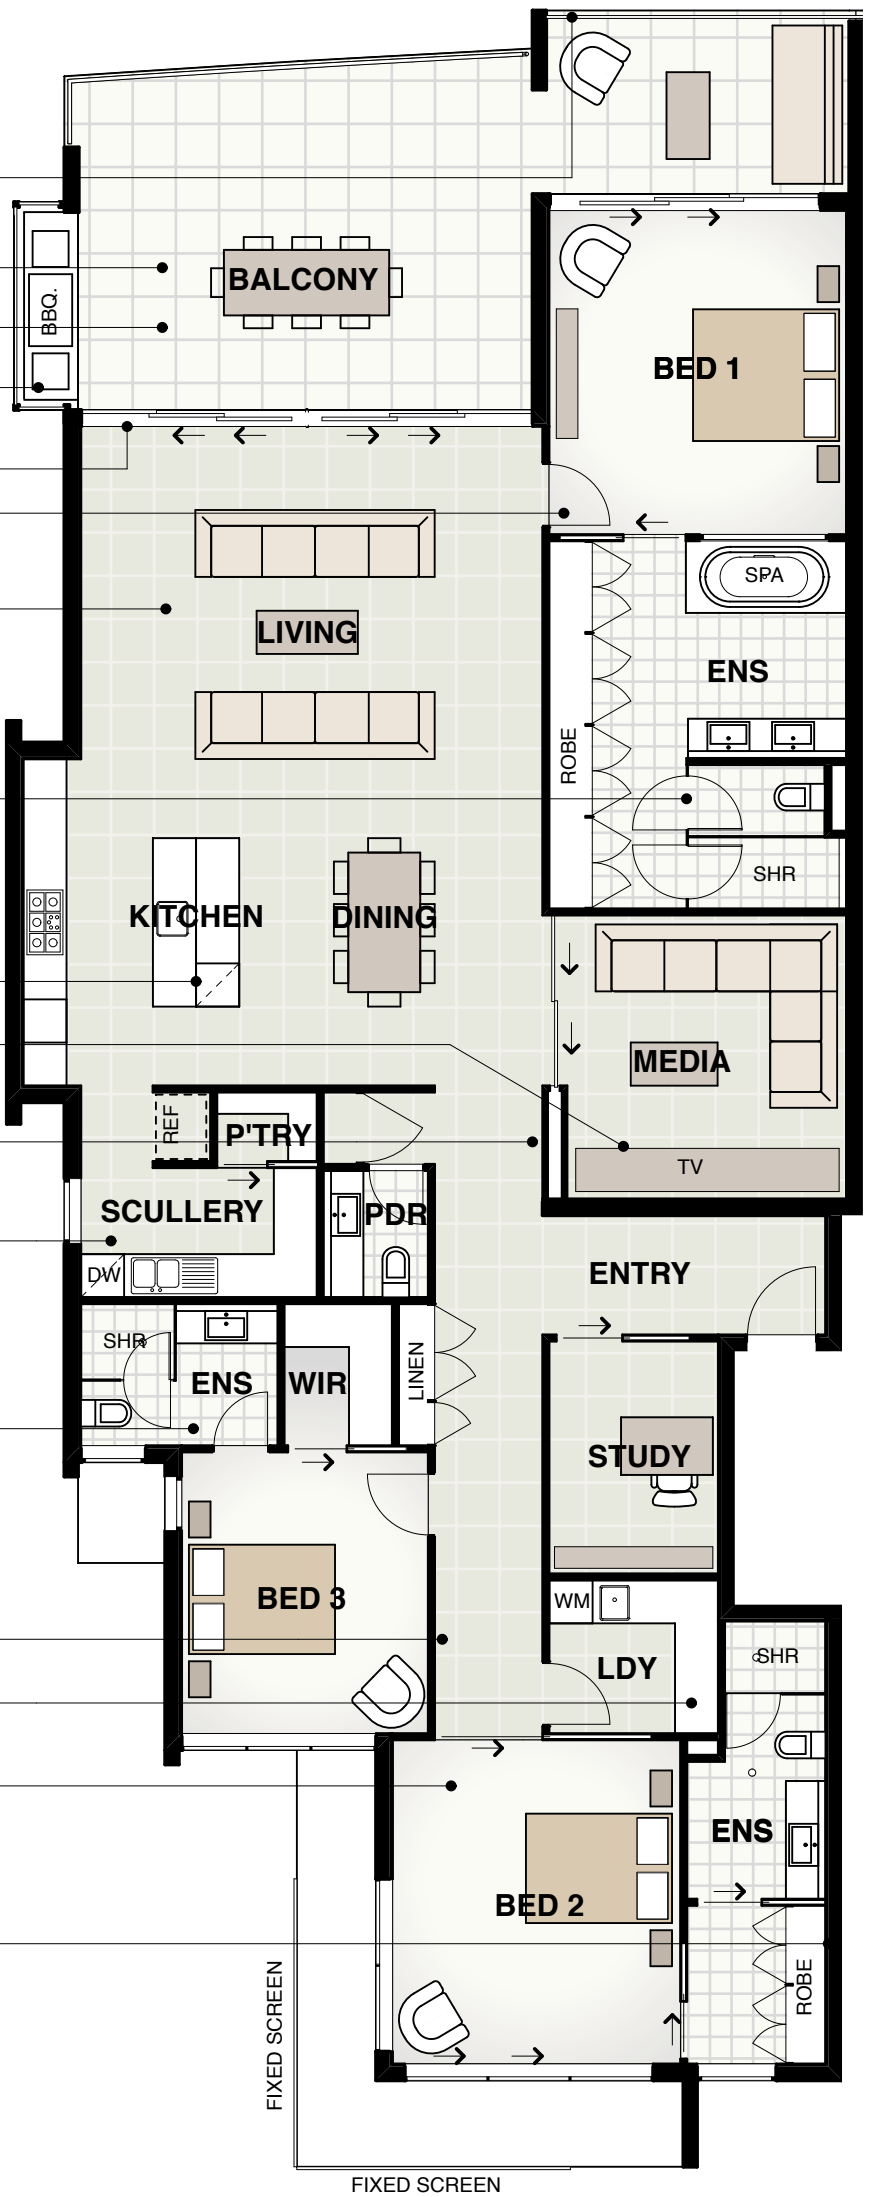 BALCONY
BBQ.
BED 1
SPA
LIVING
ENS
ROBE
SHR
KITCHEN
DINING
MEDIA
REF
P'TRY
TV
SCULLERY
PDR
DW
ENTRY
SHR
ENS
WIR
LINEN
STUDY
BED 3
WM
LDY
SHR
ENS
BED 2
ROBE
FIXED SCREEN
FIXED SCREEN